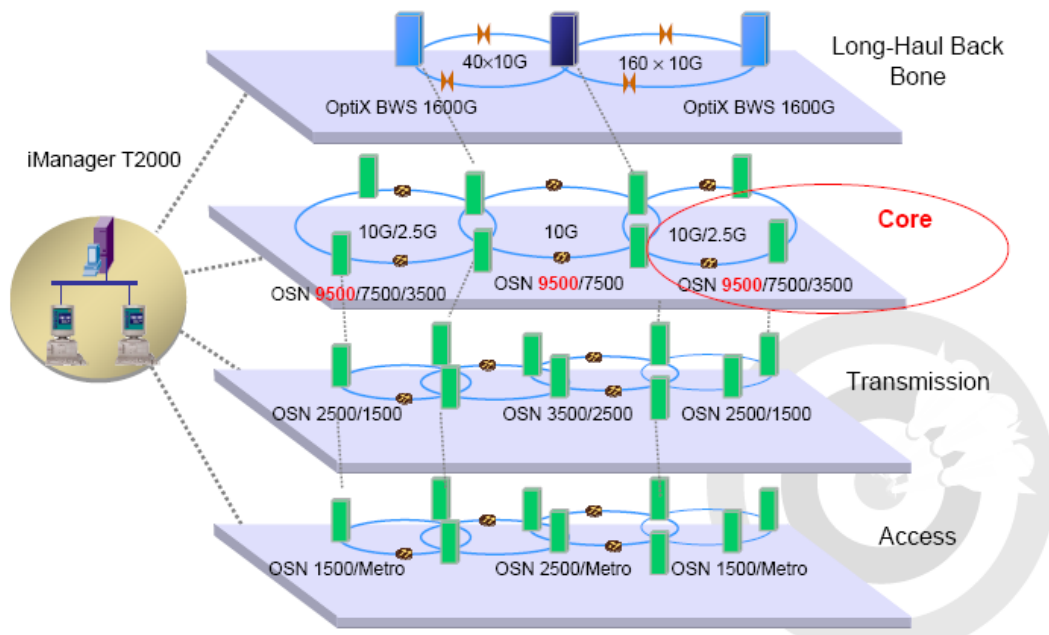 40×10G
160 × 10G
Long-Haul Back
Bone
OptiX BWS 1600G
OptiX BWS 1600G
iManager T2000
Core
10G/2.5G
10G
10G/2.5G
OSN 9500/7500/3500
OSN 9500/7500
OSN 9500/7500/3500
Transmission
OSN 2500/1500
OSN 3500/2500
OSN 2500/1500
Access
OSN 1500/Metro
OSN 2500/Metro
OSN 1500/Metro